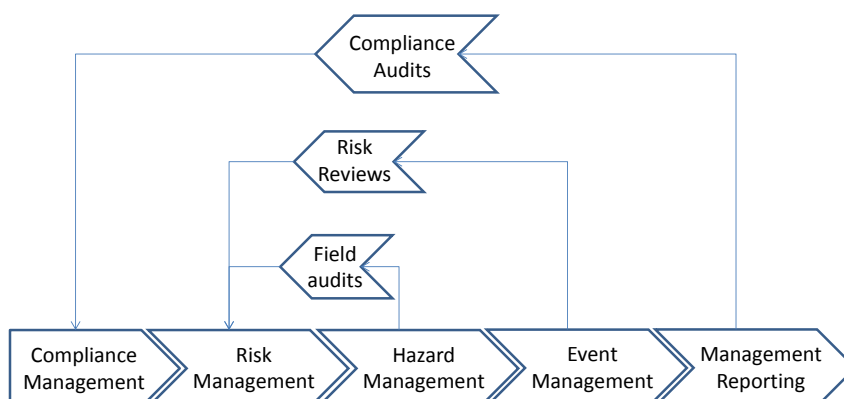 Compliance
Audits
Risk
Reviews
Field
audits
Compliance
Management
Risk
Management
Hazard
Management
Event
Management
Management
Reporting